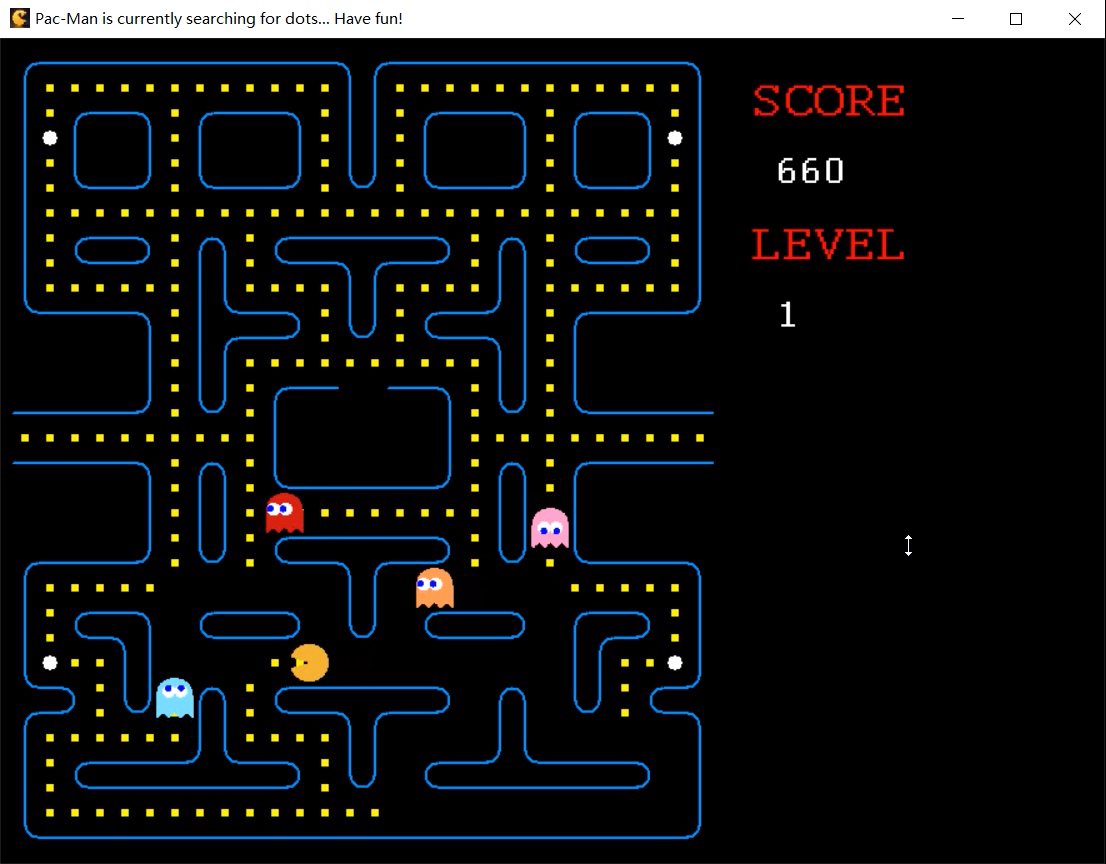 Pac-Man is currently searching for dots... Have fun!
SCORE
660
LEVEL
1